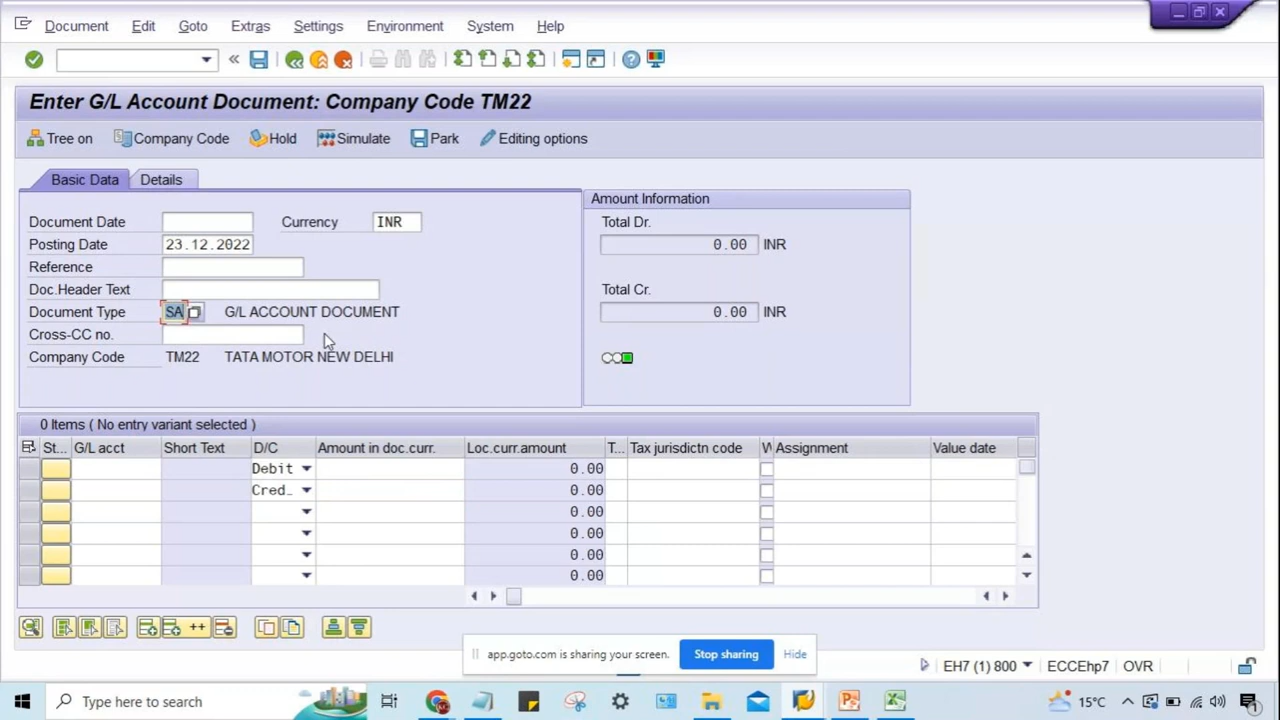 Document Edit Goto Extras Settings Environment System Help
Enter G/L Account Document: Company Code TM22
Tree on Company Code Hold Simulate Park Editing options
Basic Data Details
Amount Information
Document Date Currency INR
Total Dr.
Posting Date 23.12.2022
0.00 INR
Reference
Doc.Header Text
Total Cr.
Document Type SA G/L ACCOUNT DOCUMENT
0.00 INR
Cross-CC no.
Company Code TM22 TATA MOTOR NEW DELHI
0 Items ( No entry variant selected )
St... G/L acct Short Text D/C Amount in doc.curr. Loc.curr.amount T... Tax jurisdictn code W Assignment Value date
Debit 0.00
Cred_ 0.00
0.00
0.00
0.00
0.00
++
app.goto.com is sharing your screen. Stop sharing Hide
EH7 (1) 800 ECCEhp7 OVR
Type here to search
15°C
1